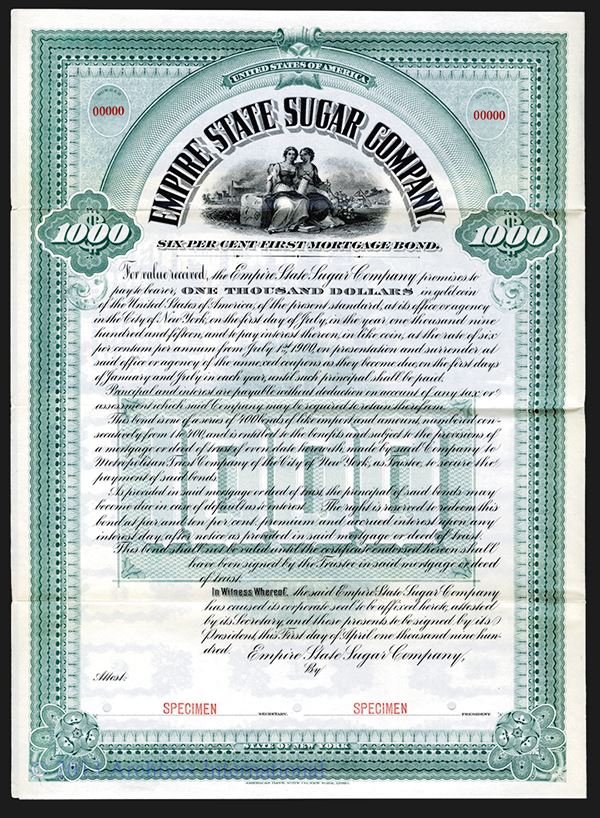 UNITED STATES OF AMERICA
NUMBER
00000
NUMBER
00000
EMPIRE STATE SUGAR COMPANY.
$1000
$1000
SIX PER CENT FIRST MORTGAGE BOND.
For value received, the Empire State Sugar Company promises to
pay to bearer, ONE THOUSAND DOLLARS in gold coin
of the United States of America, of the present standard, at its office or agency
in the City of New York, on the first day of July, in the year one thousand nine
hundred and fifteen, and to pay interest thereon, in like coin, at the rate of six
per centum per annum from July 1st, 1900, on presentation and surrender at
said office or agency of the annexed coupons as they become due, on the first days
of January and July in each year, until such principal shall be paid.
Principal and interest are payable without deduction on account of any tax or
assessment which said Company may be required to retain therefrom.
This bond is one of a series of 400 bonds of like import and amount, numbered con-
secutively from 1 to 400, and is entitled to the benefits and subject to the provisions of
a mortgage or deed of trust of even date herewith, made by said Company to
Metropolitan Trust Company of the City of New York, as Trustee, to secure the
payment of said bond.
As provided in said mortgage or deed of trust, the principal of said bonds may
become due in case of default as to interest. The right is reserved to redeem this
bond at par and ten per cent. premium and accrued interest upon any
interest day, after notice as provided in said mortgage or deed of trust.
This bond shall not be valid until the certificate endorsed hereon shall
have been signed by the Trustee in said mortgage or deed
of trust.
In Witness Whereof, the said Empire State Sugar Company
has caused its corporate seal to be affixed hereto, attested
by its Secretary, and these presents to be signed by its
President, this First day of April, one thousand nine hun-
dred. Empire State Sugar Company,
By
Attest:
SPECIMEN SECRETARY. SPECIMEN PRESIDENT
STATE OF NEW YORK
Archives International
AMERICAN BANK NOTE CO. NEW YORK.